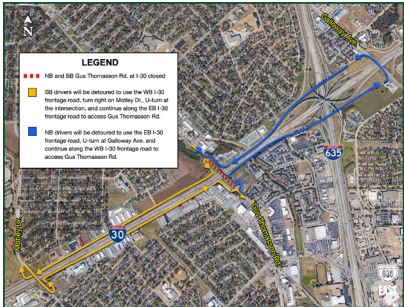 N
Galloway Ave.
LEGEND
NB and SB Gus Thomasson Rd. at I-30 closed
SB drivers will be detoured to use the WB I-30
frontage road, turn right on Motley Dr., U-turn at
the intersection, and continue along the EB I-30
frontage road to access Gus Thomasson Rd.
NB drivers will be detoured to use the EB I-30
frontage road, U-turn at Galloway Ave. and
continue along the WB I-30 frontage road to
access Gus Thomasson Rd.
635
Motley Dr.
30
Gus Thomasson Rd.
635
EAST